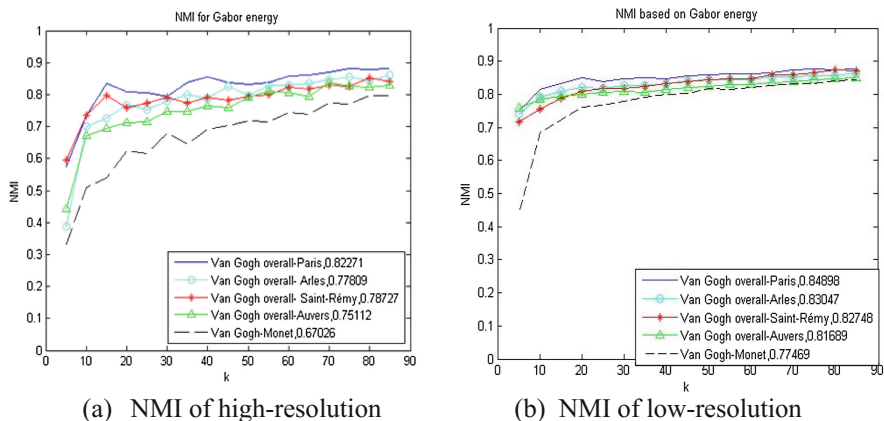 NMI for Gabor energy
1
0.9
0.8
0.7
0.6
0.5
0.4
0.3
0.2
0.1
0
NMI
Van Gogh overall-Paris,0.82271
Van Gogh overall- Arles,0.77809
Van Gogh overall- Saint-Rémy,0.78727
Van Gogh overall-Auvers,0.75112
Van Gogh-Monet,0.67026
0 10 20 30 40 50 60 70 80 90
k
(a) NMI of high-resolution
NMI based on Gabor energy
1
0.9
0.8
0.7
0.6
0.5
0.4
0.3
0.2
0.1
0
NMI
Van Gogh overall-Paris,0.84898
Van Gogh overall-Arles,0.83047
Van Gogh overall-Saint-Rémy,0.82748
Van Gogh overall-Auvers,0.81689
Van Gogh-Monet,0.77469
0 10 20 30 40 50 60 70 80 90
k
(b) NMI of low-resolution